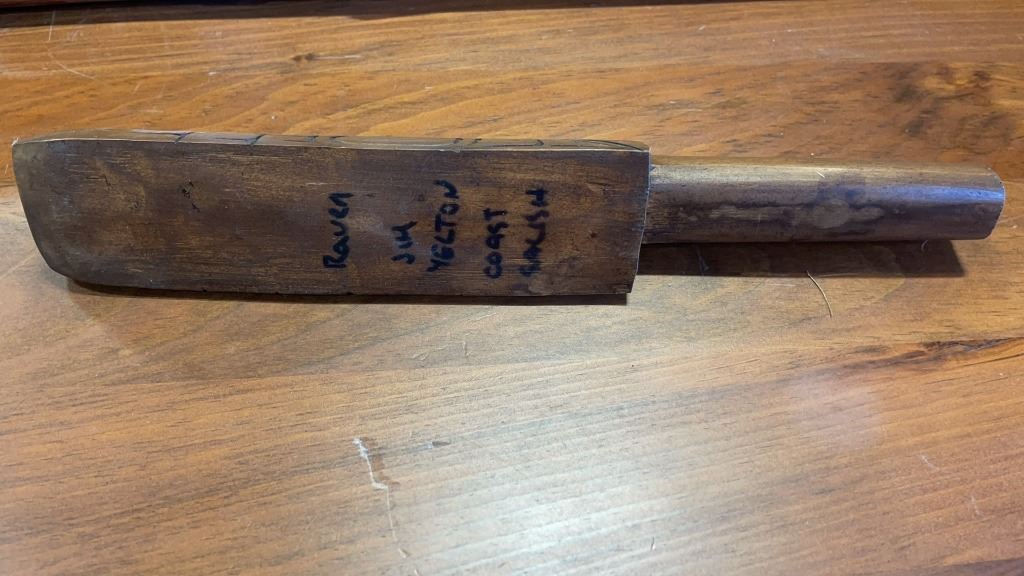 Raven
Jim
YELTON
COAST
SALISH